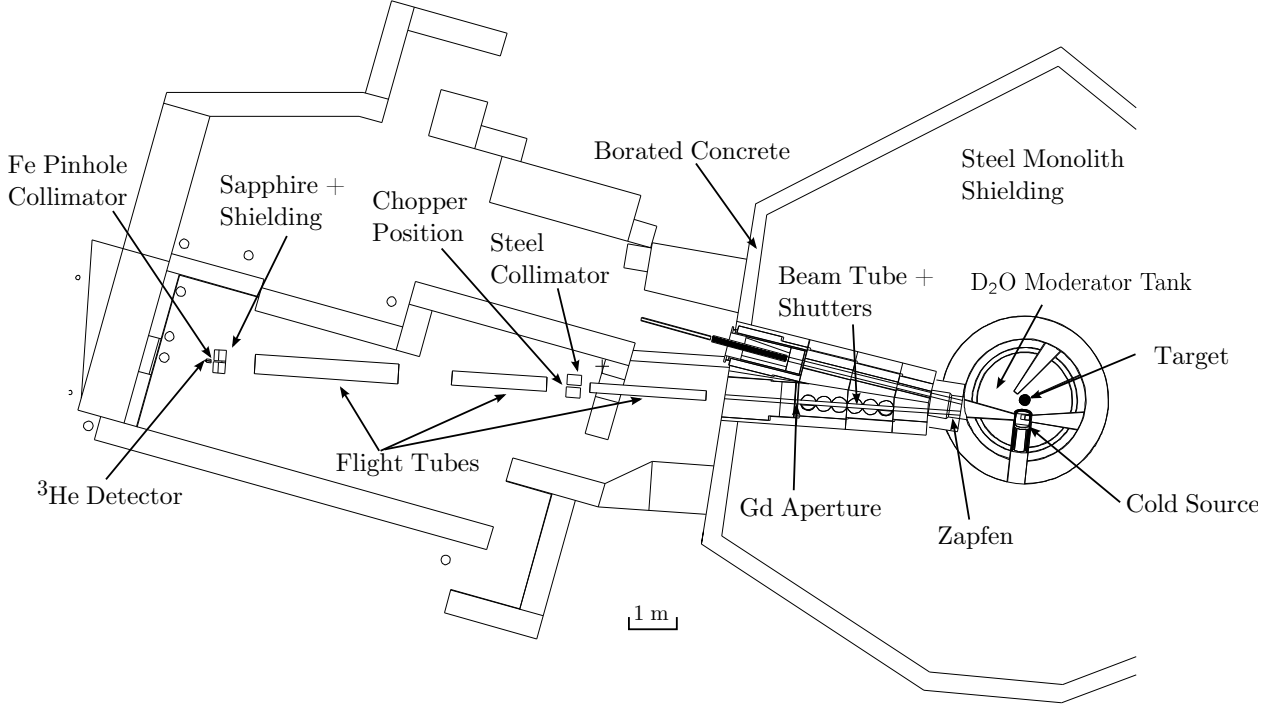 Borated Concrete
Steel Monolith
Shielding
Fe Pinhole
Collimator
Sapphire +
Shielding
Chopper
Position
Steel
Collimator
Beam Tube +
Shutters
D₂O Moderator Tank
Target
³He Detector
Flight Tubes
Gd Aperture
Zapfen
Cold Source
1 m